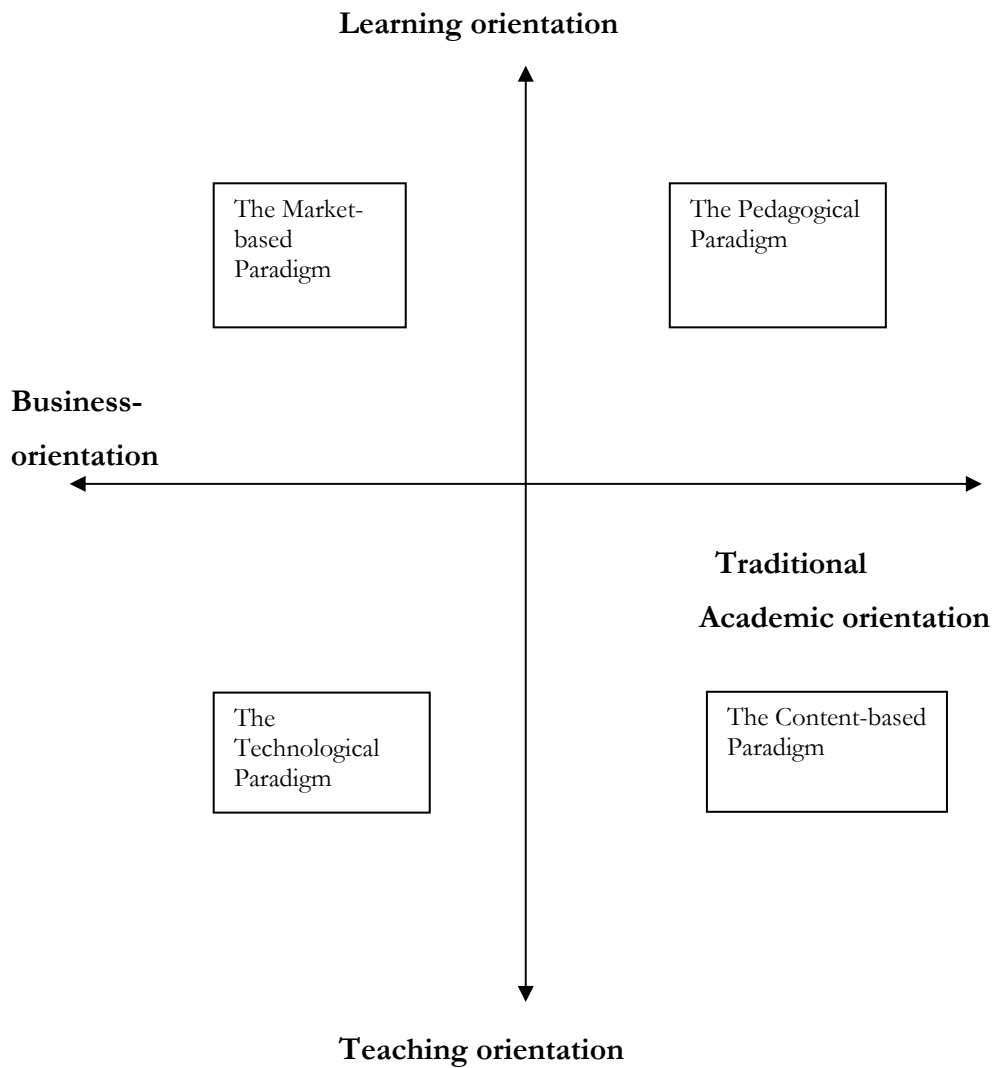 Learning orientation
The Market-
based
Paradigm
The Pedagogical
Paradigm
Business-
orientation
Traditional
Academic orientation
The
Technological
Paradigm
The Content-based
Paradigm
Teaching orientation